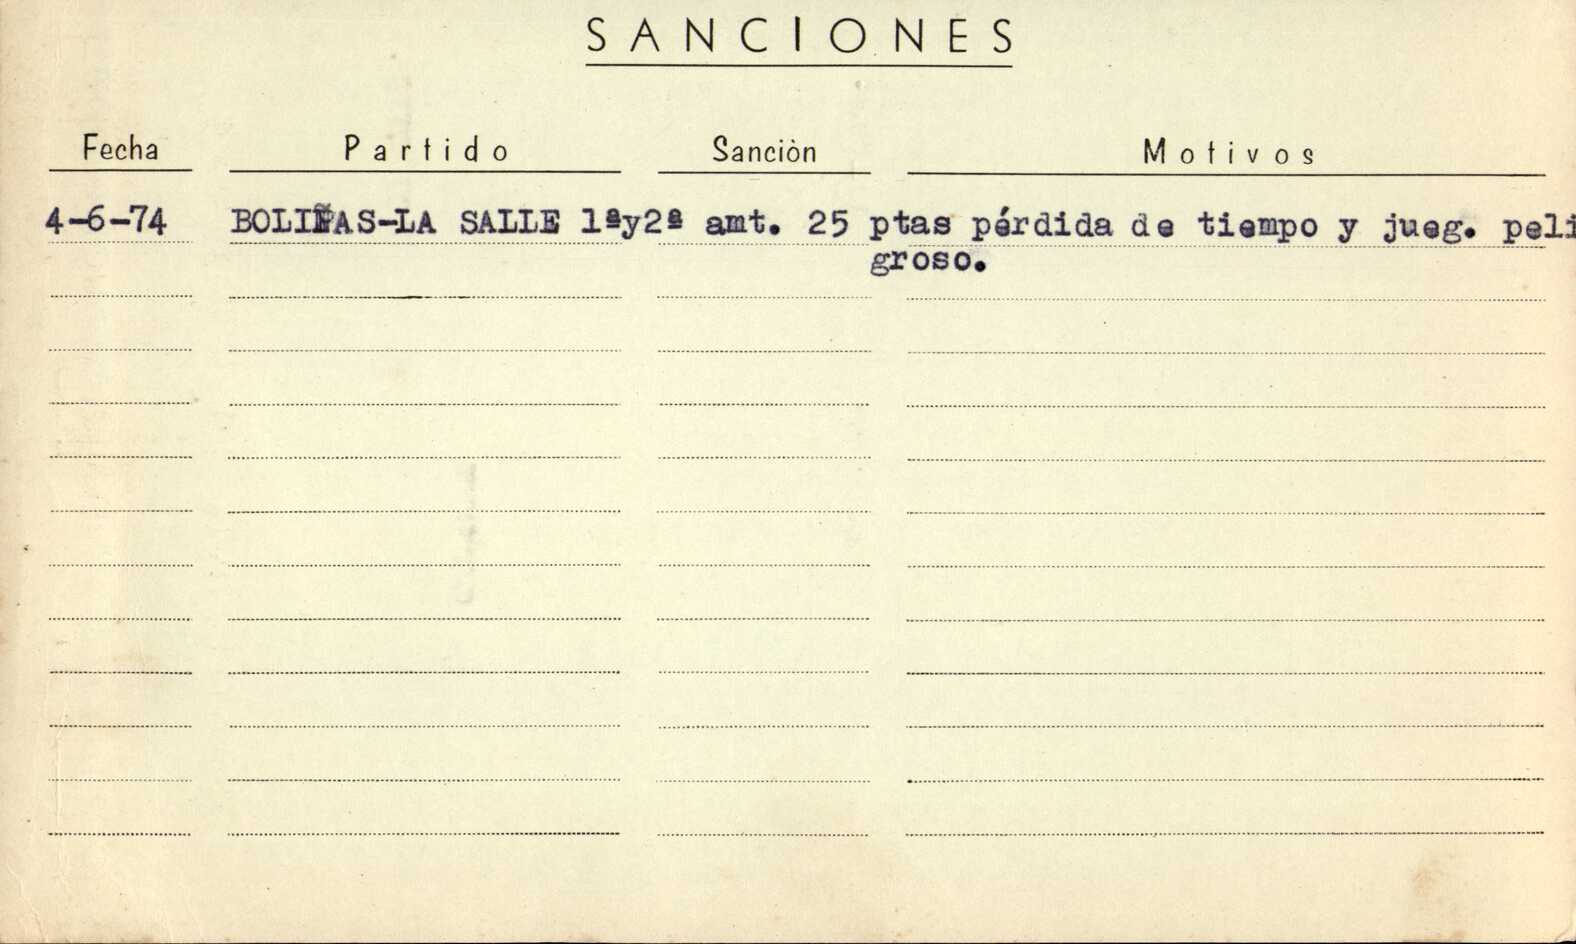 SANCIONES
Fecha Partido Sanciòn Motivos
4-6-74 BOLIÑAS-LA SALLE 1ªy2ª amt. 25 ptas pérdida de tiempo y jueg. peli
groso.